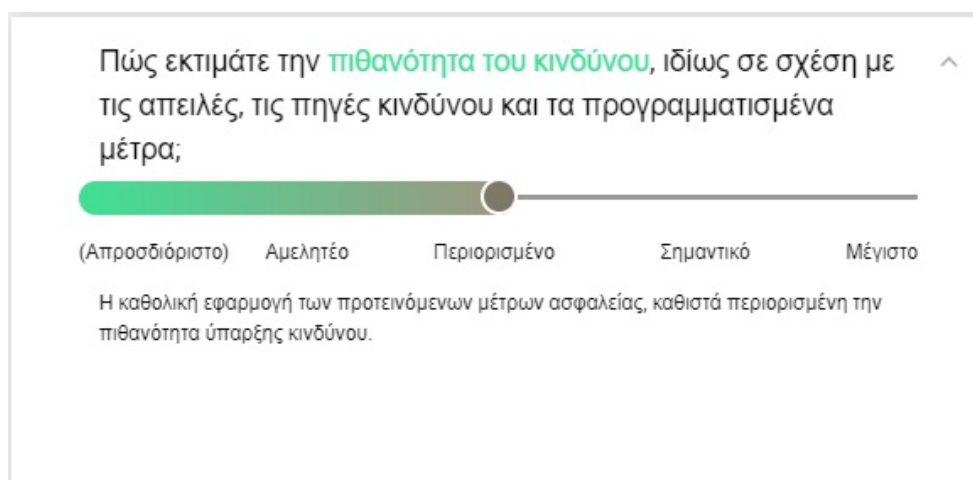 Πώς εκτιμάτε την πιθανότητα του κινδύνου, ιδίως σε σχέση με
τις απειλές, τις πηγές κινδύνου και τα προγραμματισμένα
μέτρα;
(Απροσδιόριστο) Αμελητέο Περιορισμένο Σημαντικό Μέγιστο
Η καθολική εφαρμογή των προτεινόμενων μέτρων ασφαλείας, καθιστά περιορισμένη την
πιθανότητα ύπαρξης κινδύνου.